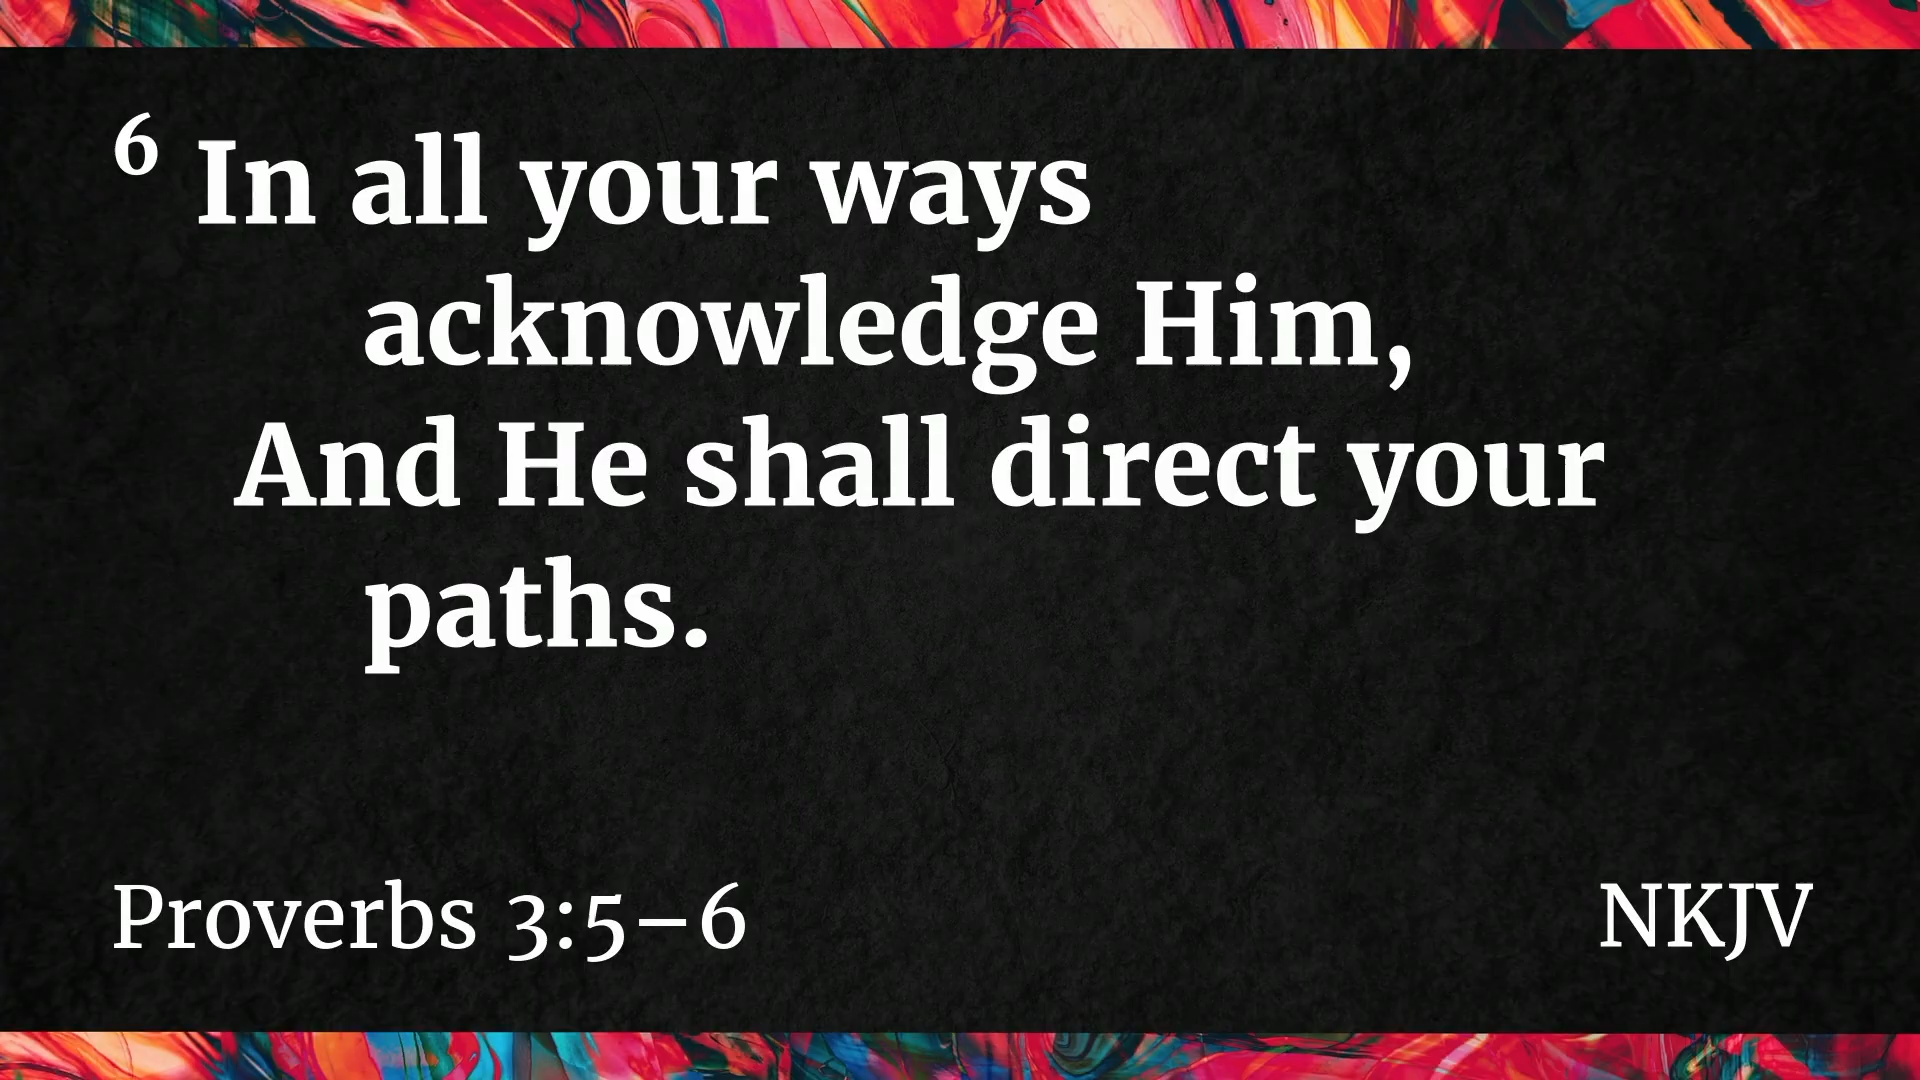 6 In all your ways
acknowledge Him,
And He shall direct your
paths.
Proverbs 3:5–6
NKJV